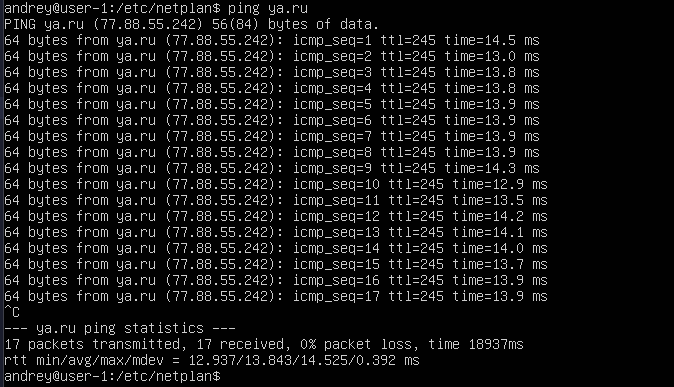 andrey@user-1:/etc/netplan$ ping ya.ru
PING ya.ru (77.88.55.242) 56(84) bytes of data.
64 bytes from ya.ru (77.88.55.242): icmp_seq=1 ttl=245 time=14.5 ms
64 bytes from ya.ru (77.88.55.242): icmp_seq=2 ttl=245 time=13.0 ms
64 bytes from ya.ru (77.88.55.242): icmp_seq=3 ttl=245 time=13.8 ms
64 bytes from ya.ru (77.88.55.242): icmp_seq=4 ttl=245 time=13.8 ms
64 bytes from ya.ru (77.88.55.242): icmp_seq=5 ttl=245 time=13.9 ms
64 bytes from ya.ru (77.88.55.242): icmp_seq=6 ttl=245 time=13.9 ms
64 bytes from ya.ru (77.88.55.242): icmp_seq=7 ttl=245 time=13.9 ms
64 bytes from ya.ru (77.88.55.242): icmp_seq=8 ttl=245 time=13.9 ms
64 bytes from ya.ru (77.88.55.242): icmp_seq=9 ttl=245 time=14.3 ms
64 bytes from ya.ru (77.88.55.242): icmp_seq=10 ttl=245 time=12.9 ms
64 bytes from ya.ru (77.88.55.242): icmp_seq=11 ttl=245 time=13.5 ms
64 bytes from ya.ru (77.88.55.242): icmp_seq=12 ttl=245 time=14.2 ms
64 bytes from ya.ru (77.88.55.242): icmp_seq=13 ttl=245 time=14.1 ms
64 bytes from ya.ru (77.88.55.242): icmp_seq=14 ttl=245 time=14.0 ms
64 bytes from ya.ru (77.88.55.242): icmp_seq=15 ttl=245 time=13.7 ms
64 bytes from ya.ru (77.88.55.242): icmp_seq=16 ttl=245 time=13.9 ms
64 bytes from ya.ru (77.88.55.242): icmp_seq=17 ttl=245 time=13.9 ms
^C
--- ya.ru ping statistics ---
17 packets transmitted, 17 received, 0% packet loss, time 18937ms
rtt min/avg/max/mdev = 12.937/13.843/14.525/0.392 ms
andrey@user-1:/etc/netplan$